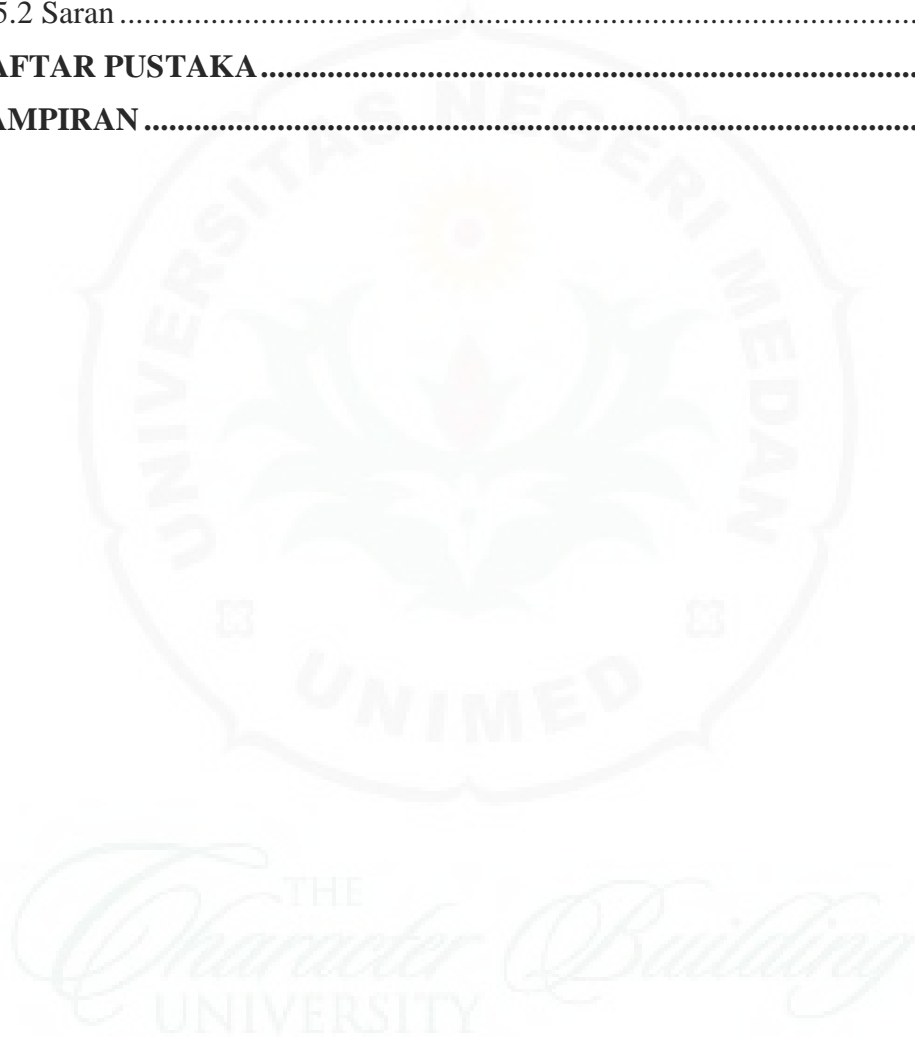 5.2 Saran ........................................................................................................
AFTAR PUSTAKA................................................................................
AMPIRAN ..............................................................................................
UNIVERSITAS NEGERI MEDAN
UNIMED
THE
Character Building
UNIVERSITY